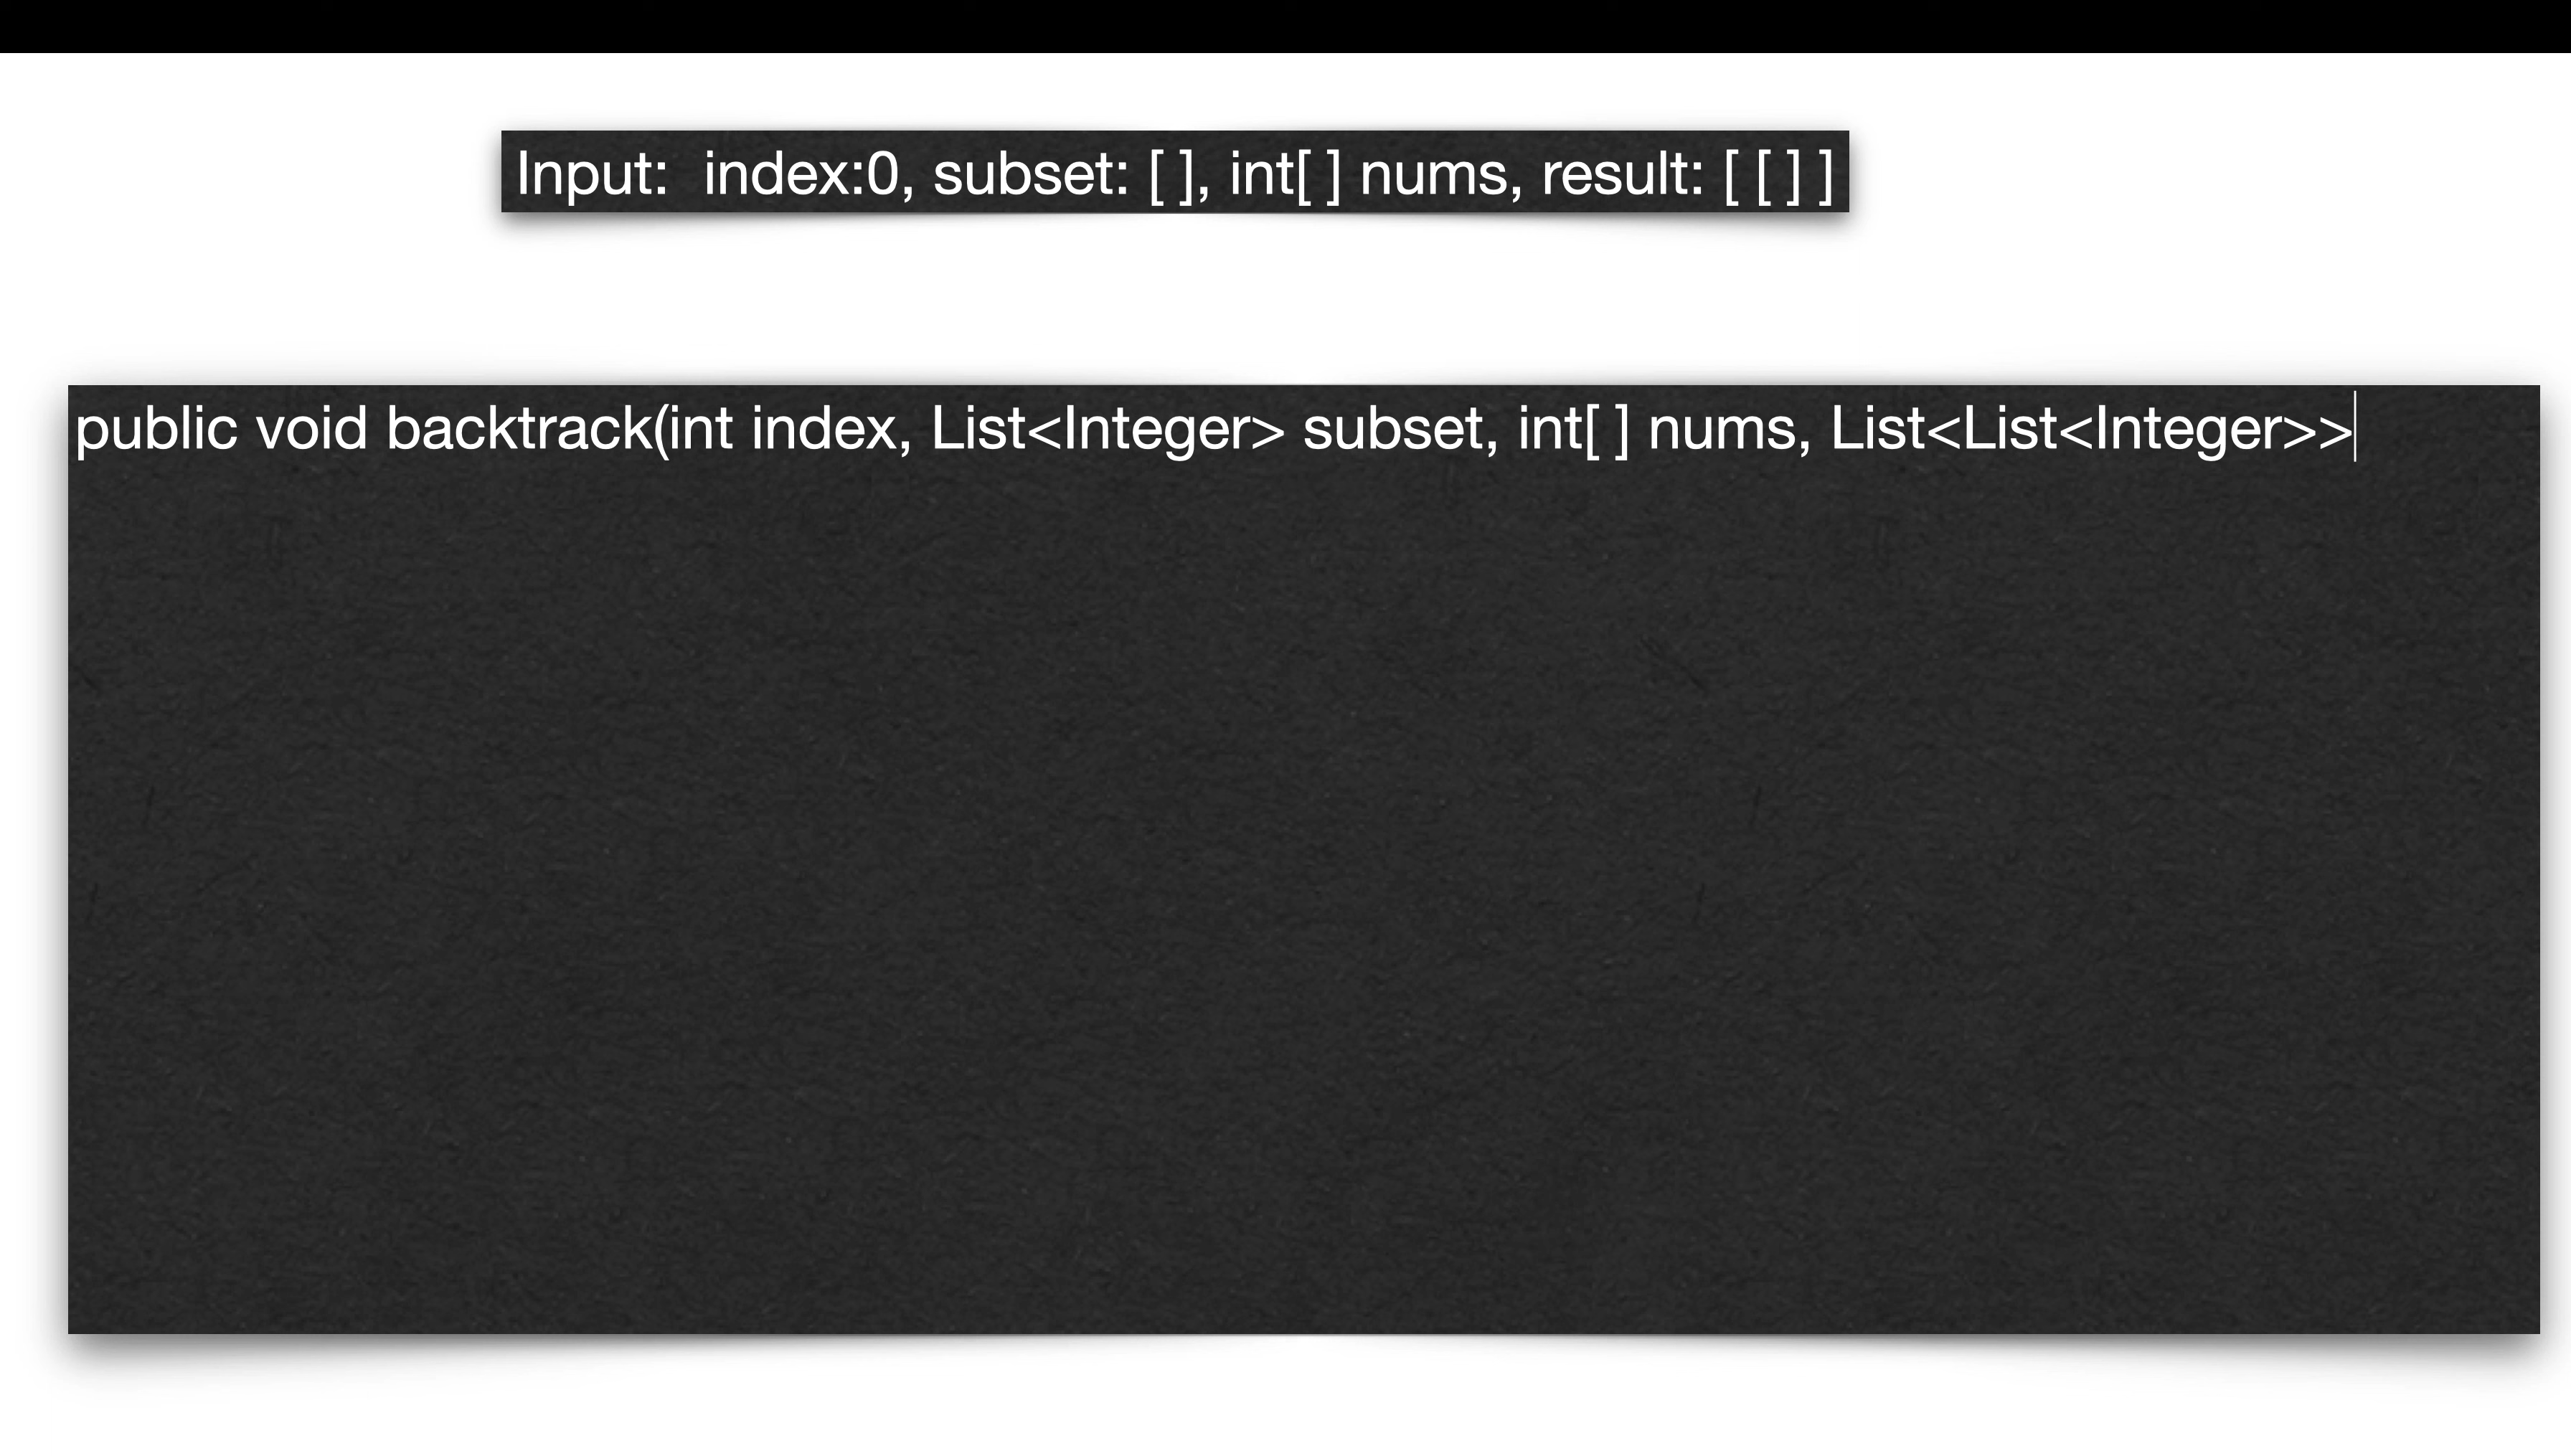 Input:  index:0, subset: [ ], int[ ] nums, result: [ [ ] ]
public void backtrack(int index, List<Integer> subset, int[ ] nums, List<List<Integer>>